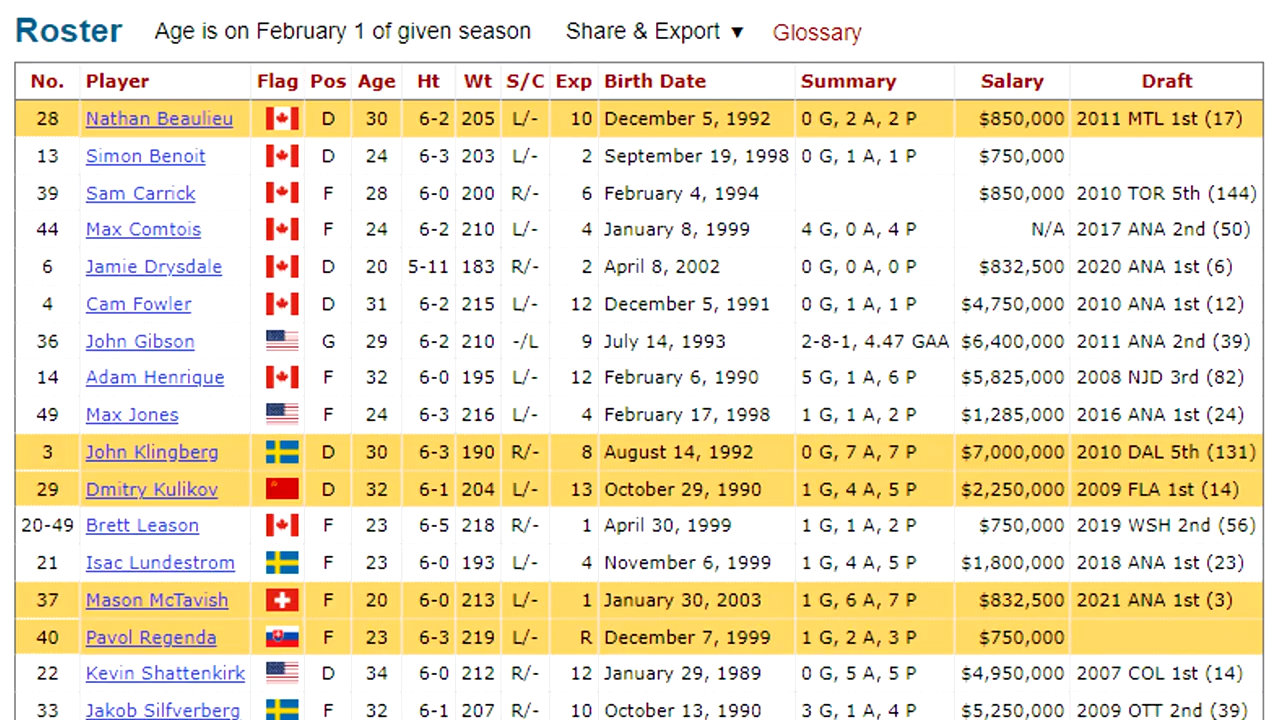 Roster Age is on February 1 of given season Share & Export ▼ Glossary
No. Player Flag Pos Age Ht Wt S/C Exp Birth Date Summary Salary Draft
28 Nathan Beaulieu D 30 6-2 205 L/- 10 December 5, 1992 0 G, 2 A, 2 P $850,000 2011 MTL 1st (17)
13 Simon Benoit D 24 6-3 203 L/- 2 September 19, 1998 0 G, 1 A, 1 P $750,000
39 Sam Carrick F 28 6-0 200 R/- 6 February 4, 1994 $850,000 2010 TOR 5th (144)
44 Max Comtois F 24 6-2 210 L/- 4 January 8, 1999 4 G, 0 A, 4 P N/A 2017 ANA 2nd (50)
6 Jamie Drysdale D 20 5-11 183 R/- 2 April 8, 2002 0 G, 0 A, 0 P $832,500 2020 ANA 1st (6)
4 Cam Fowler D 31 6-2 215 L/- 12 December 5, 1991 0 G, 1 A, 1 P $4,750,000 2010 ANA 1st (12)
36 John Gibson G 29 6-2 210 -/L 9 July 14, 1993 2-8-1, 4.47 GAA $6,400,000 2011 ANA 2nd (39)
14 Adam Henrique F 32 6-0 195 L/- 12 February 6, 1990 5 G, 1 A, 6 P $5,825,000 2008 NJD 3rd (82)
49 Max Jones F 24 6-3 216 L/- 4 February 17, 1998 1 G, 1 A, 2 P $1,285,000 2016 ANA 1st (24)
3 John Klingberg D 30 6-3 190 R/- 8 August 14, 1992 0 G, 7 A, 7 P $7,000,000 2010 DAL 5th (131)
29 Dmitry Kulikov D 32 6-1 204 L/- 13 October 29, 1990 1 G, 4 A, 5 P $2,250,000 2009 FLA 1st (14)
20-49 Brett Leason F 23 6-5 218 R/- 1 April 30, 1999 1 G, 1 A, 2 P $750,000 2019 WSH 2nd (56)
21 Isac Lundestrom F 23 6-0 193 L/- 4 November 6, 1999 1 G, 4 A, 5 P $1,800,000 2018 ANA 1st (23)
37 Mason McTavish F 20 6-0 213 L/- 1 January 30, 2003 1 G, 6 A, 7 P $832,500 2021 ANA 1st (3)
40 Pavol Regenda F 23 6-3 219 L/- R December 7, 1999 1 G, 2 A, 3 P $750,000
22 Kevin Shattenkirk D 34 6-0 212 R/- 12 January 29, 1989 0 G, 5 A, 5 P $4,950,000 2007 COL 1st (14)
33 Jakob Silfverberg F 32 6-1 207 R/- 10 October 13, 1990 3 G, 1 A, 4 P $5,250,000 2009 OTT 2nd (39)